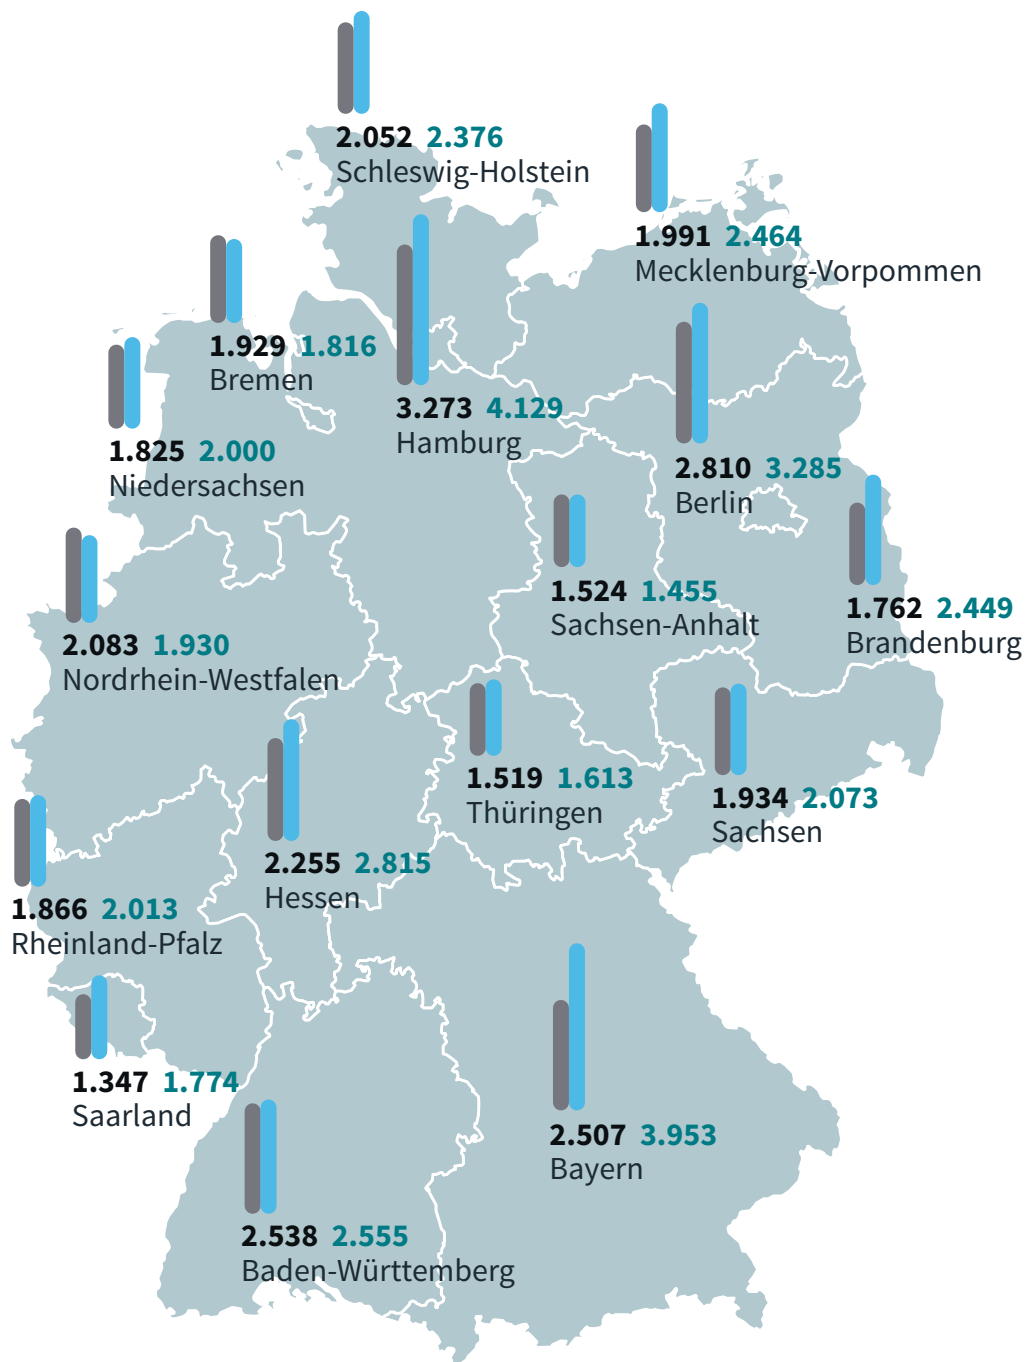 2.052 2.376
Schleswig-Holstein
1.991 2.464
Mecklenburg-Vorpommen
1.929 1.816
Bremen
3.273 4.129
Hamburg
1.825 2.000
Niedersachsen
2.810 3.285
Berlin
1.524 1.455
Sachsen-Anhalt
1.762 2.449
Brandenburg
2.083 1.930
Nordrhein-Westfalen
1.519 1.613
Thüringen
1.934 2.073
Sachsen
2.255 2.815
Hessen
1.866 2.013
Rheinland-Pfalz
1.347 1.774
Saarland
2.507 3.953
Bayern
2.538 2.555
Baden-Württemberg